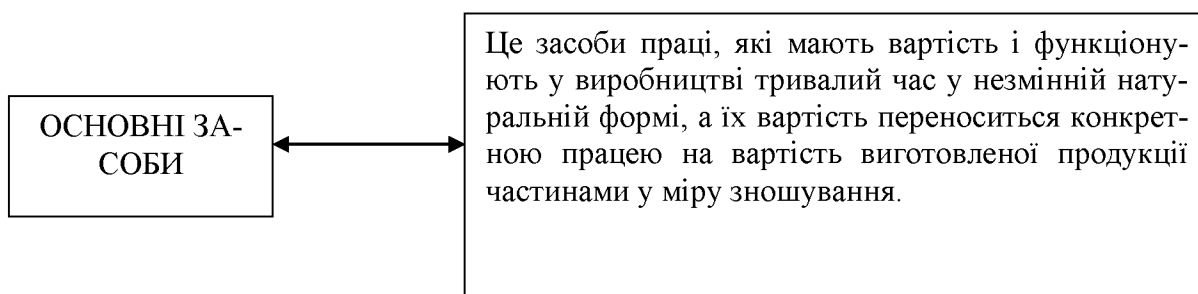 ОСНОВНІ ЗА-
СОБИ
Це засоби праці, які мають вартість і функціону-
ють у виробництві тривалий час у незмінній нату-
ральній формі, а їх вартість переноситься конкрет-
ною працею на вартість виготовленої продукції
частинами у міру зношування.